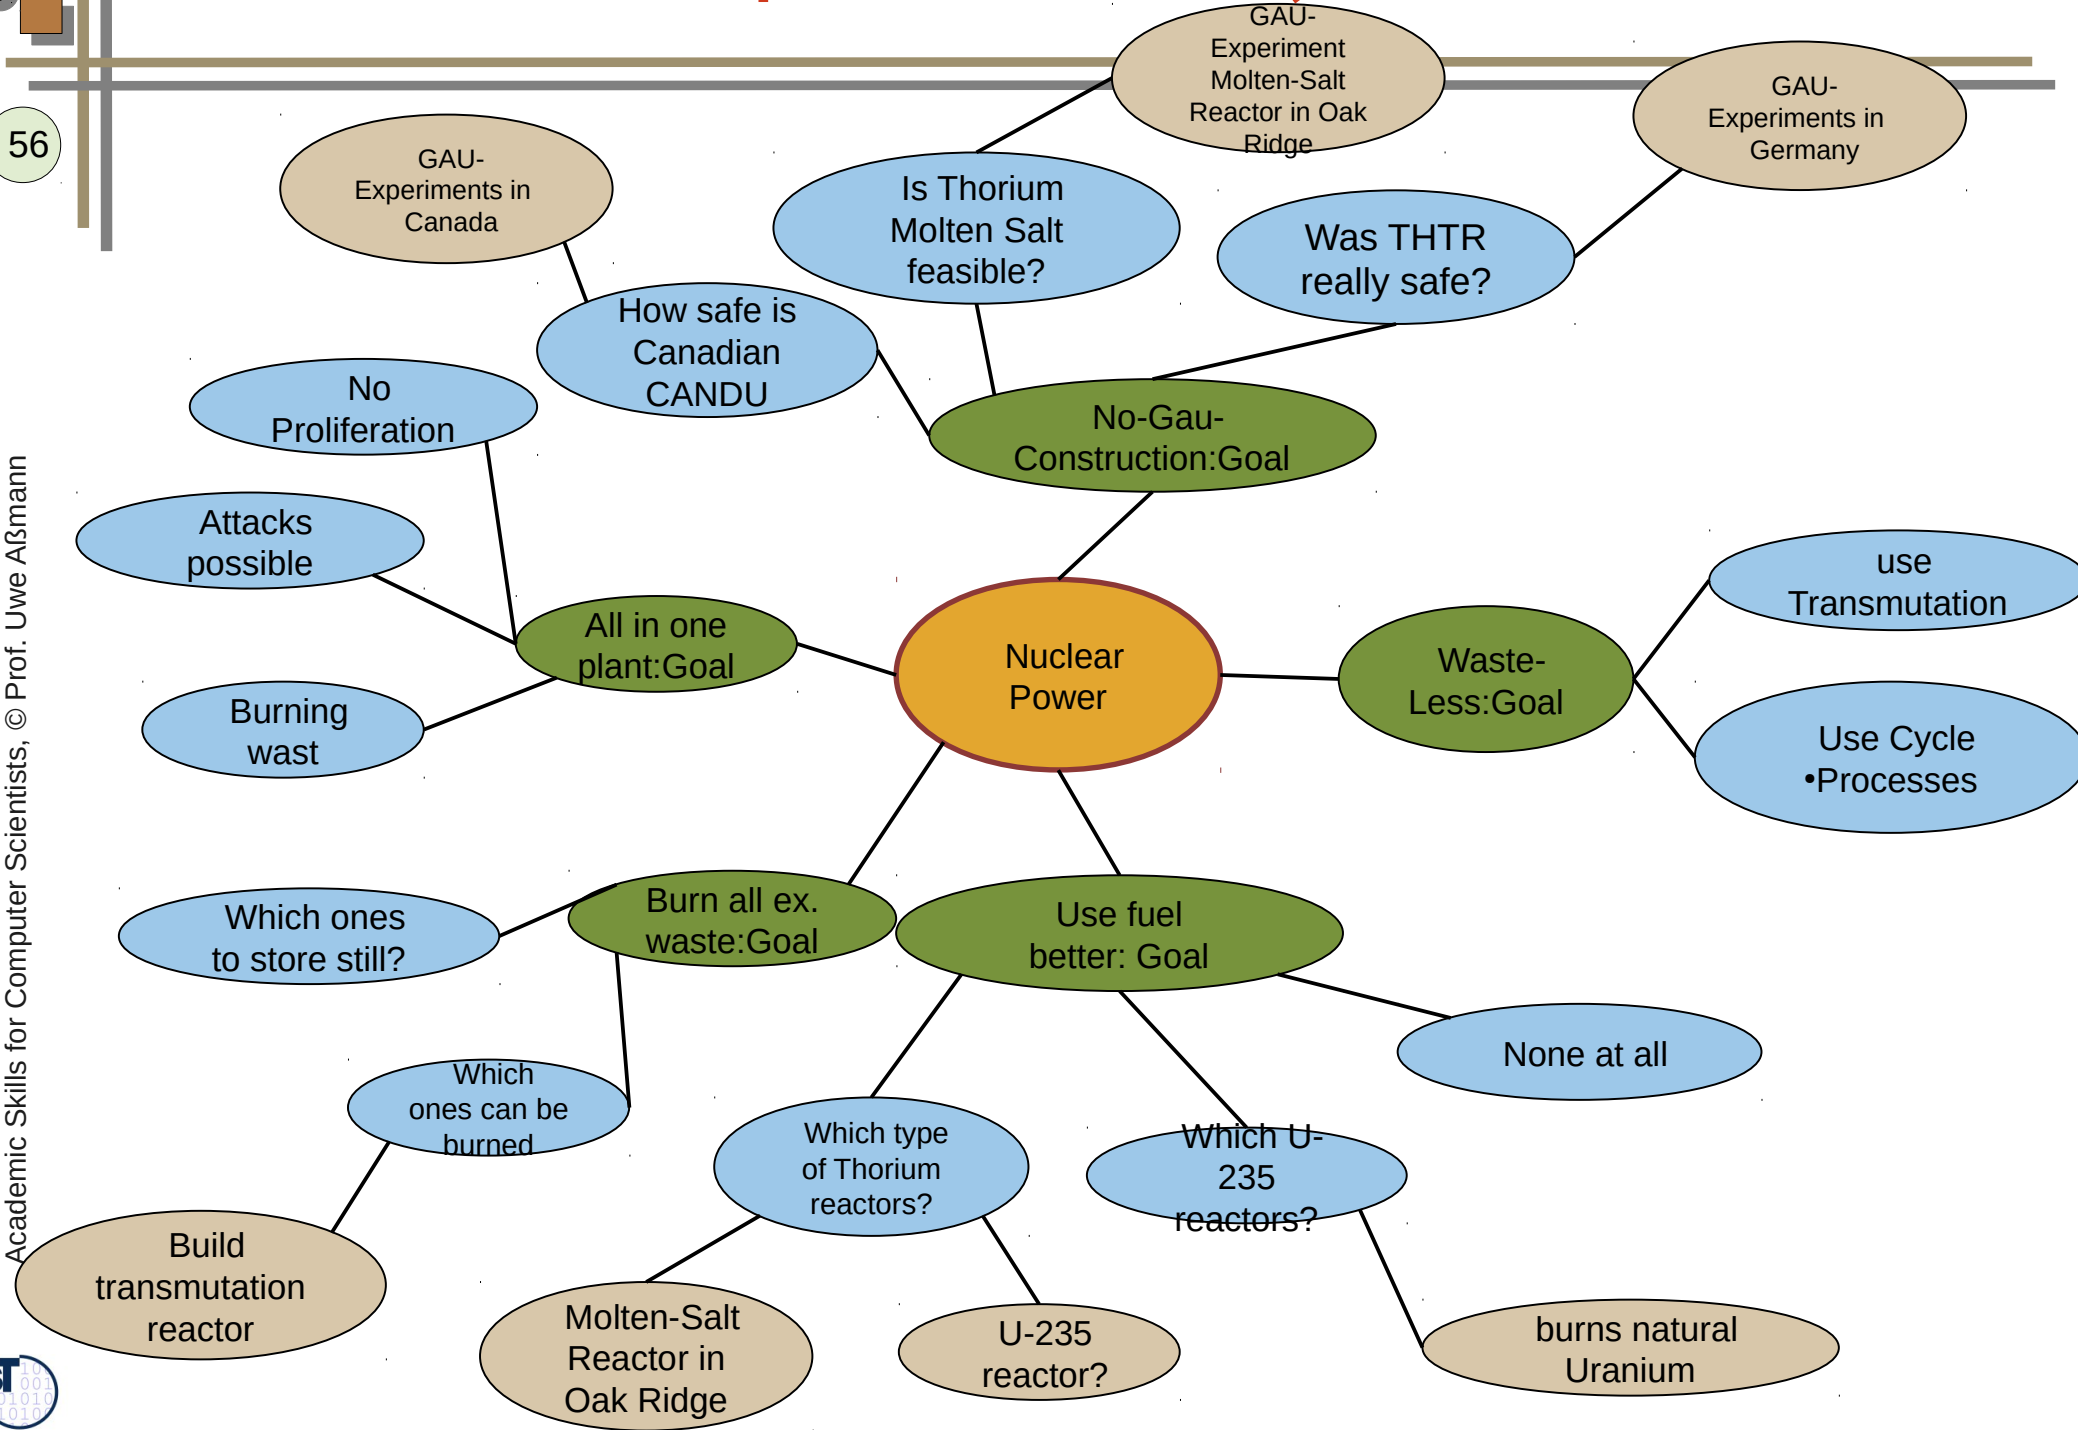 GAU-
Experiment
Molten-Salt
Reactor in Oak
Ridge
GAU-
Experiments in
Germany
56
GAU-
Experiments in
Canada
Is Thorium
Molten Salt
feasible?
Was THTR
really safe?
How safe is
Canadian
CANDU
No
Proliferation
No-Gau-
Construction:Goal
Attacks
possible
use
Transmutation
All in one
plant:Goal
Nuclear
Power
Waste-
Less:Goal
Burning
wast
Use Cycle
•Processes
Which ones
to store still?
Burn all ex.
waste:Goal
Use fuel
better: Goal
None at all
Which
ones can be
burned
Which type
of Thorium
reactors?
Which U-
235
reactors?
Build
transmutation
reactor
Molten-Salt
Reactor in
Oak Ridge
U-235
reactor?
burns natural
Uranium
Academic Skills for Computer Scientists, © Prof. Uwe Aßmann